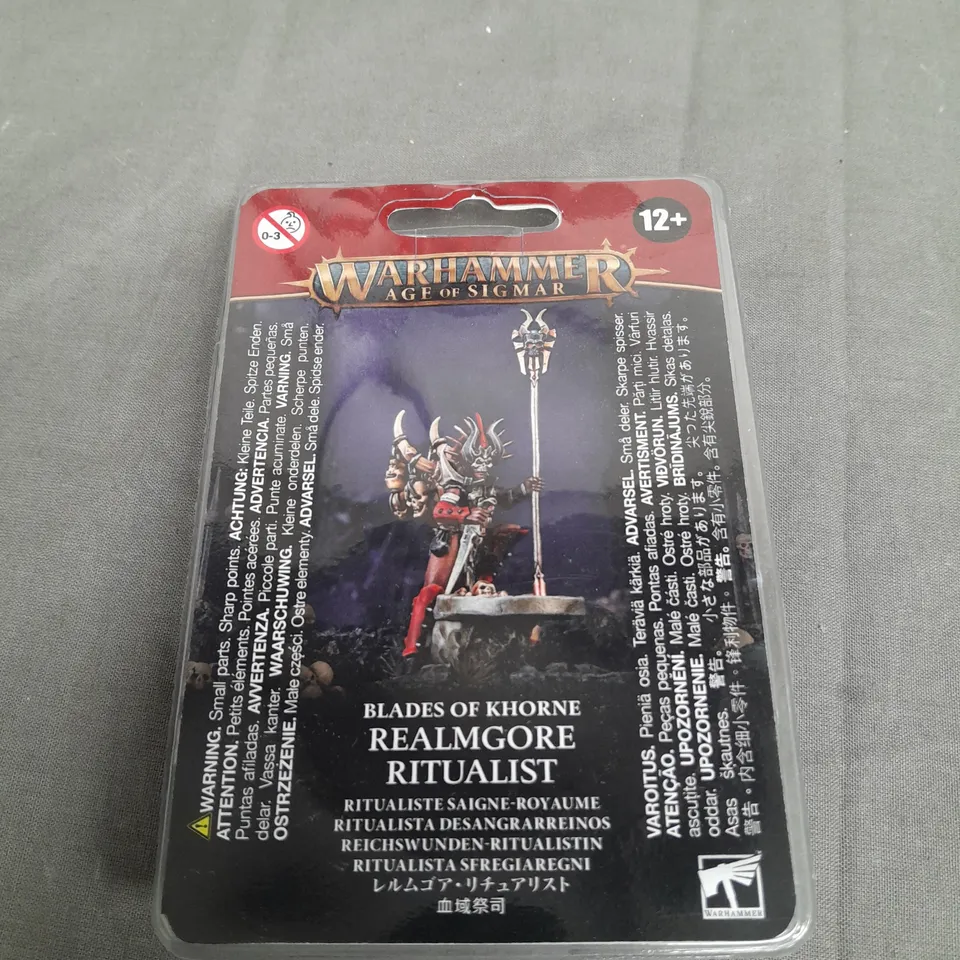 0-3
12+
WARHAMMER
AGE OF SIGMAR
WARNING. Small parts. Sharp points. ACHTUNG: Kleine Teile. Spitze Enden.
ATTENTION. Petits éléments. Pointes acérées. ADVERTENCIA. Partes pequeñas.
Puntas afiladas. AVVERTENZA. Piccole parti. Punte acuminate. VARNING. Små
delar. Vassa kanter. WAARSCHUWING. Kleine onderdelen. Scherpe punten.
OSTRZEZENIE. Małe części. Ostre elementy. ADVARSEL. Små dele. Spidse ender.
VAROITUS. Pieniä osia. Teräviä kärkiä. ADVARSEL. Små deler. Skarpe spisser.
ATENÇÃO. Peças pequenas. Pontas afiadas. AVERTISMENT. Părți mici. Vârfuri
ascuțite. UPOZORNĚNÍ. Malé části. Ostré hroty. VIÐVÖRUN. Litlir hlutir. Hvassir
oddar. UPOZORNENIE. Malé časti. Ostré hroty. BRĪDINĀJUMS. Sīkas detaļas.
Asas šķautnes. 警告。小さな部品があります。尖った先端があります。
警告。内含细小零件。锋利物件。警告。含有小零件。含有尖銳部分。
BLADES OF KHORNE
REALMGORE
RITUALIST
RITUALISTE SAIGNE-ROYAUME
RITUALISTA DESANGRARREINOS
REICHSWUNDEN-RITUALISTIN
RITUALISTA SFREGIAREGNI
レルムゴア・リチュアリスト
血域祭司
WARHAMMER